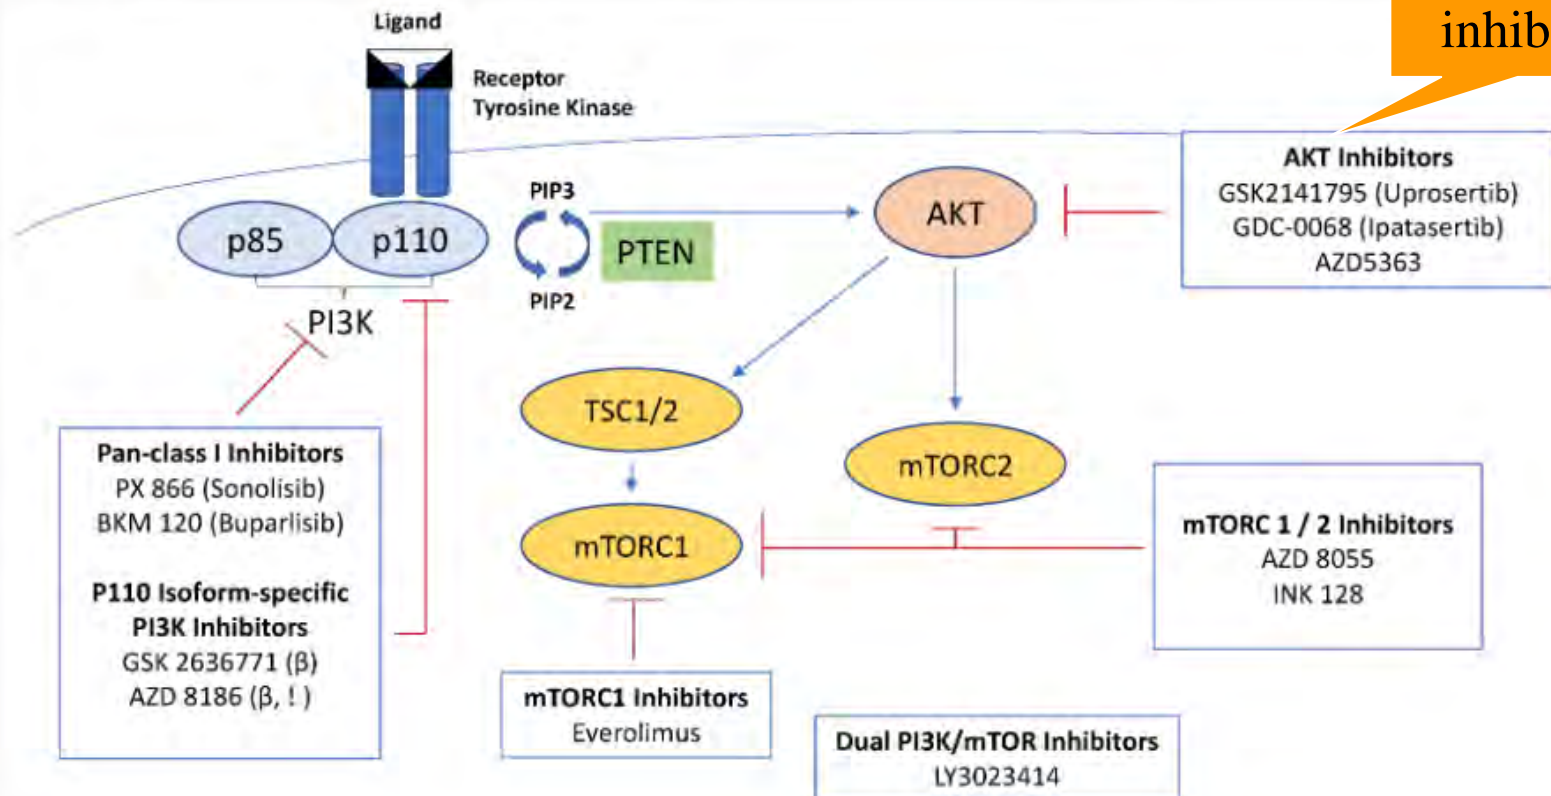 Ligand
inhib
Receptor
Tyrosine Kinase
AKT Inhibitors
GSK2141795 (Uprosertib)
GDC-0068 (Ipatasertib)
AZD5363
PIP3
AKT
p85
p110
PTEN
PIP2
PI3K
TSC1/2
mTORC2
Pan-class I Inhibitors
PX 866 (Sonolisib)
BKM 120 (Buparlisib)
P110 Isoform-specific
PI3K Inhibitors
GSK 2636771 (β)
AZD 8186 (β, ! )
mTORC1
mTORC 1 / 2 Inhibitors
AZD 8055
INK 128
mTORC1 Inhibitors
Everolimus
Dual PI3K/mTOR Inhibitors
LY3023414